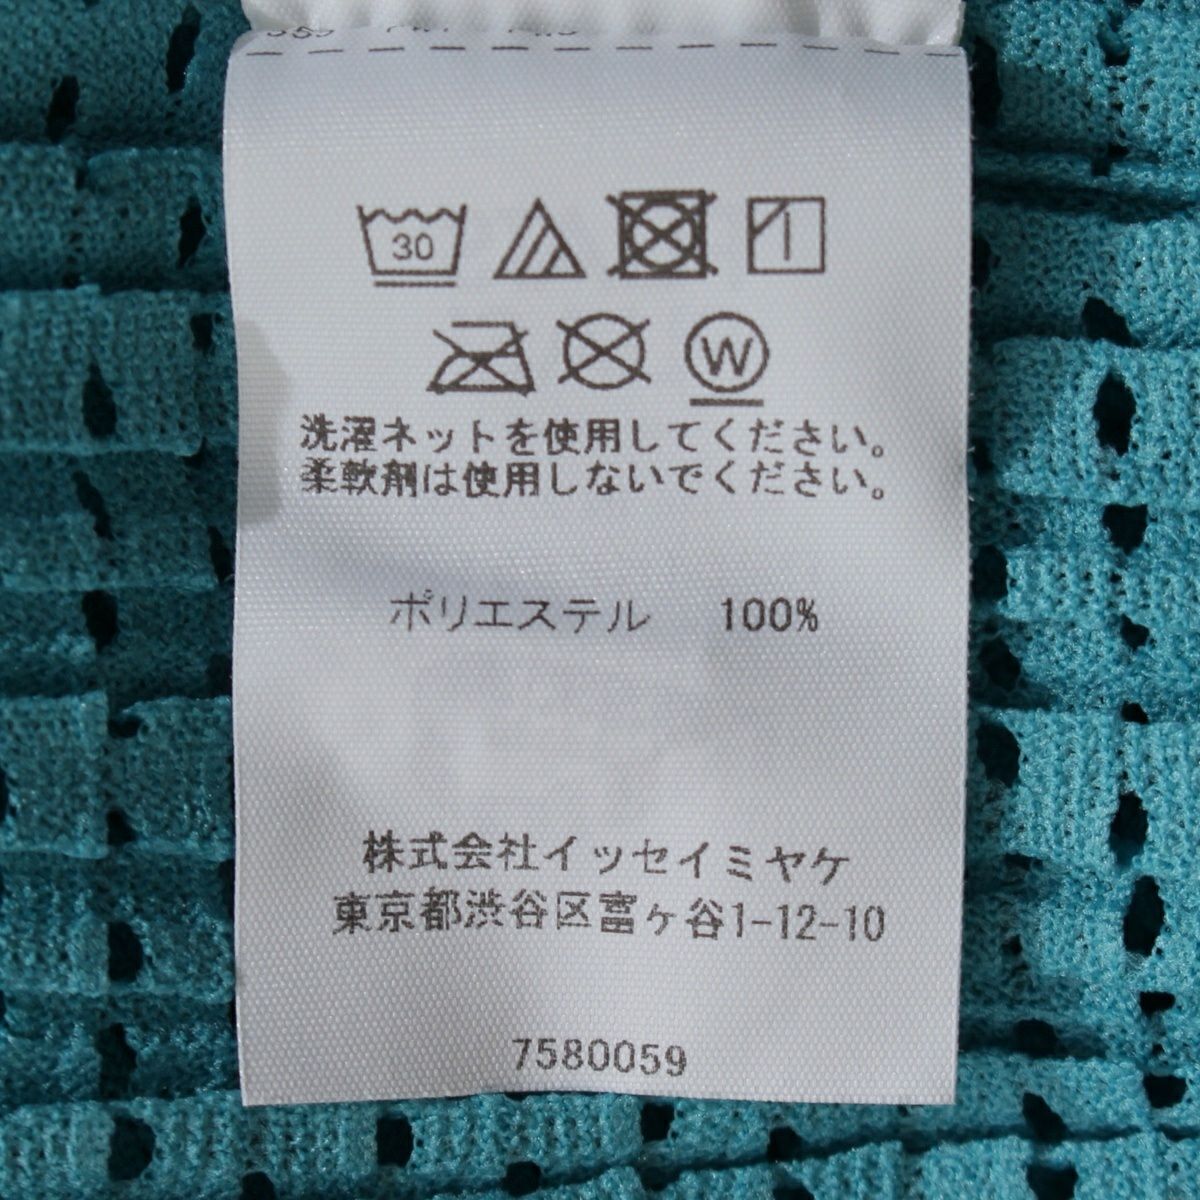 30
W
洗濯ネットを使用してください。
柔軟剤は使用しないでください。
ポリエステル 100%
株式会社イッセイミヤケ
東京都渋谷区富ヶ谷1-12-10
7580059